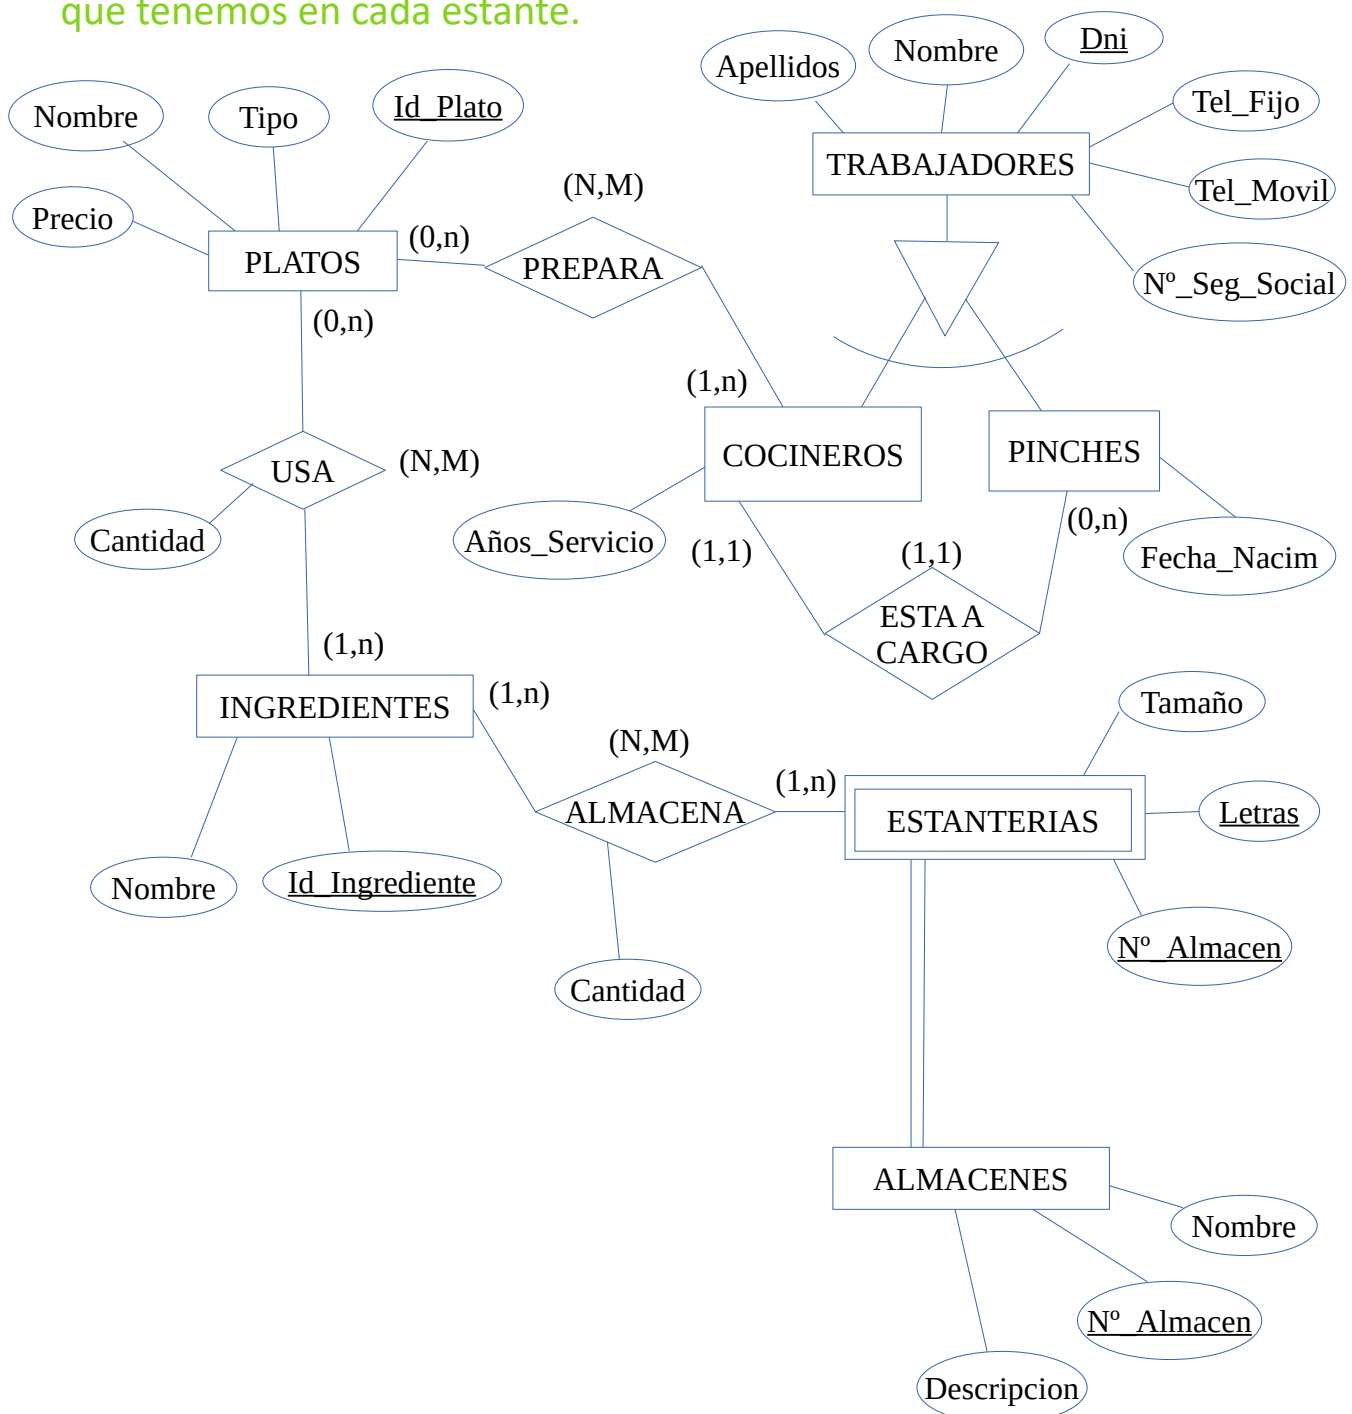 que tenemos en cada estante.
Apellidos
Nombre
Dni
Tel_Fijo
Tel_Movil
Nº_Seg_Social
TRABAJADORES
Nombre
Tipo
Id_Plato
Precio
PLATOS
(0,n)
(N,M)
PREPARA
(0,n)
(1,n)
COCINEROS
PINCHES
USA
(N,M)
Cantidad
Años_Servicio
(1,1)
(1,1)
(0,n)
Fecha_Nacim
ESTA A
CARGO
(1,n)
INGREDIENTES
(1,n)
(N,M)
ALMACENA
(1,n)
ESTANTERIAS
Tamaño
Letras
Nº_Almacen
Nombre
Id_Ingrediente
Cantidad
ALMACENES
Nombre
Nº_Almacen
Descripcion